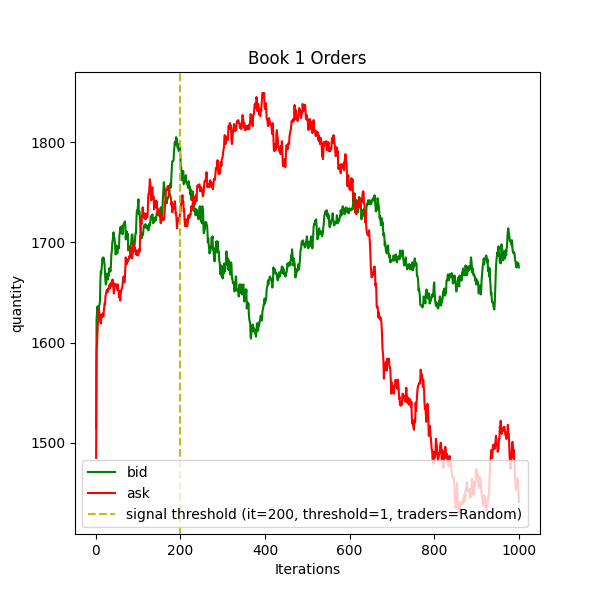 Book 1 Orders
quantity
1800
1700
1600
1500
bid
ask
signal threshold (it=200, threshold=1, traders=Random)
0 200 400 600 800 1000
Iterations